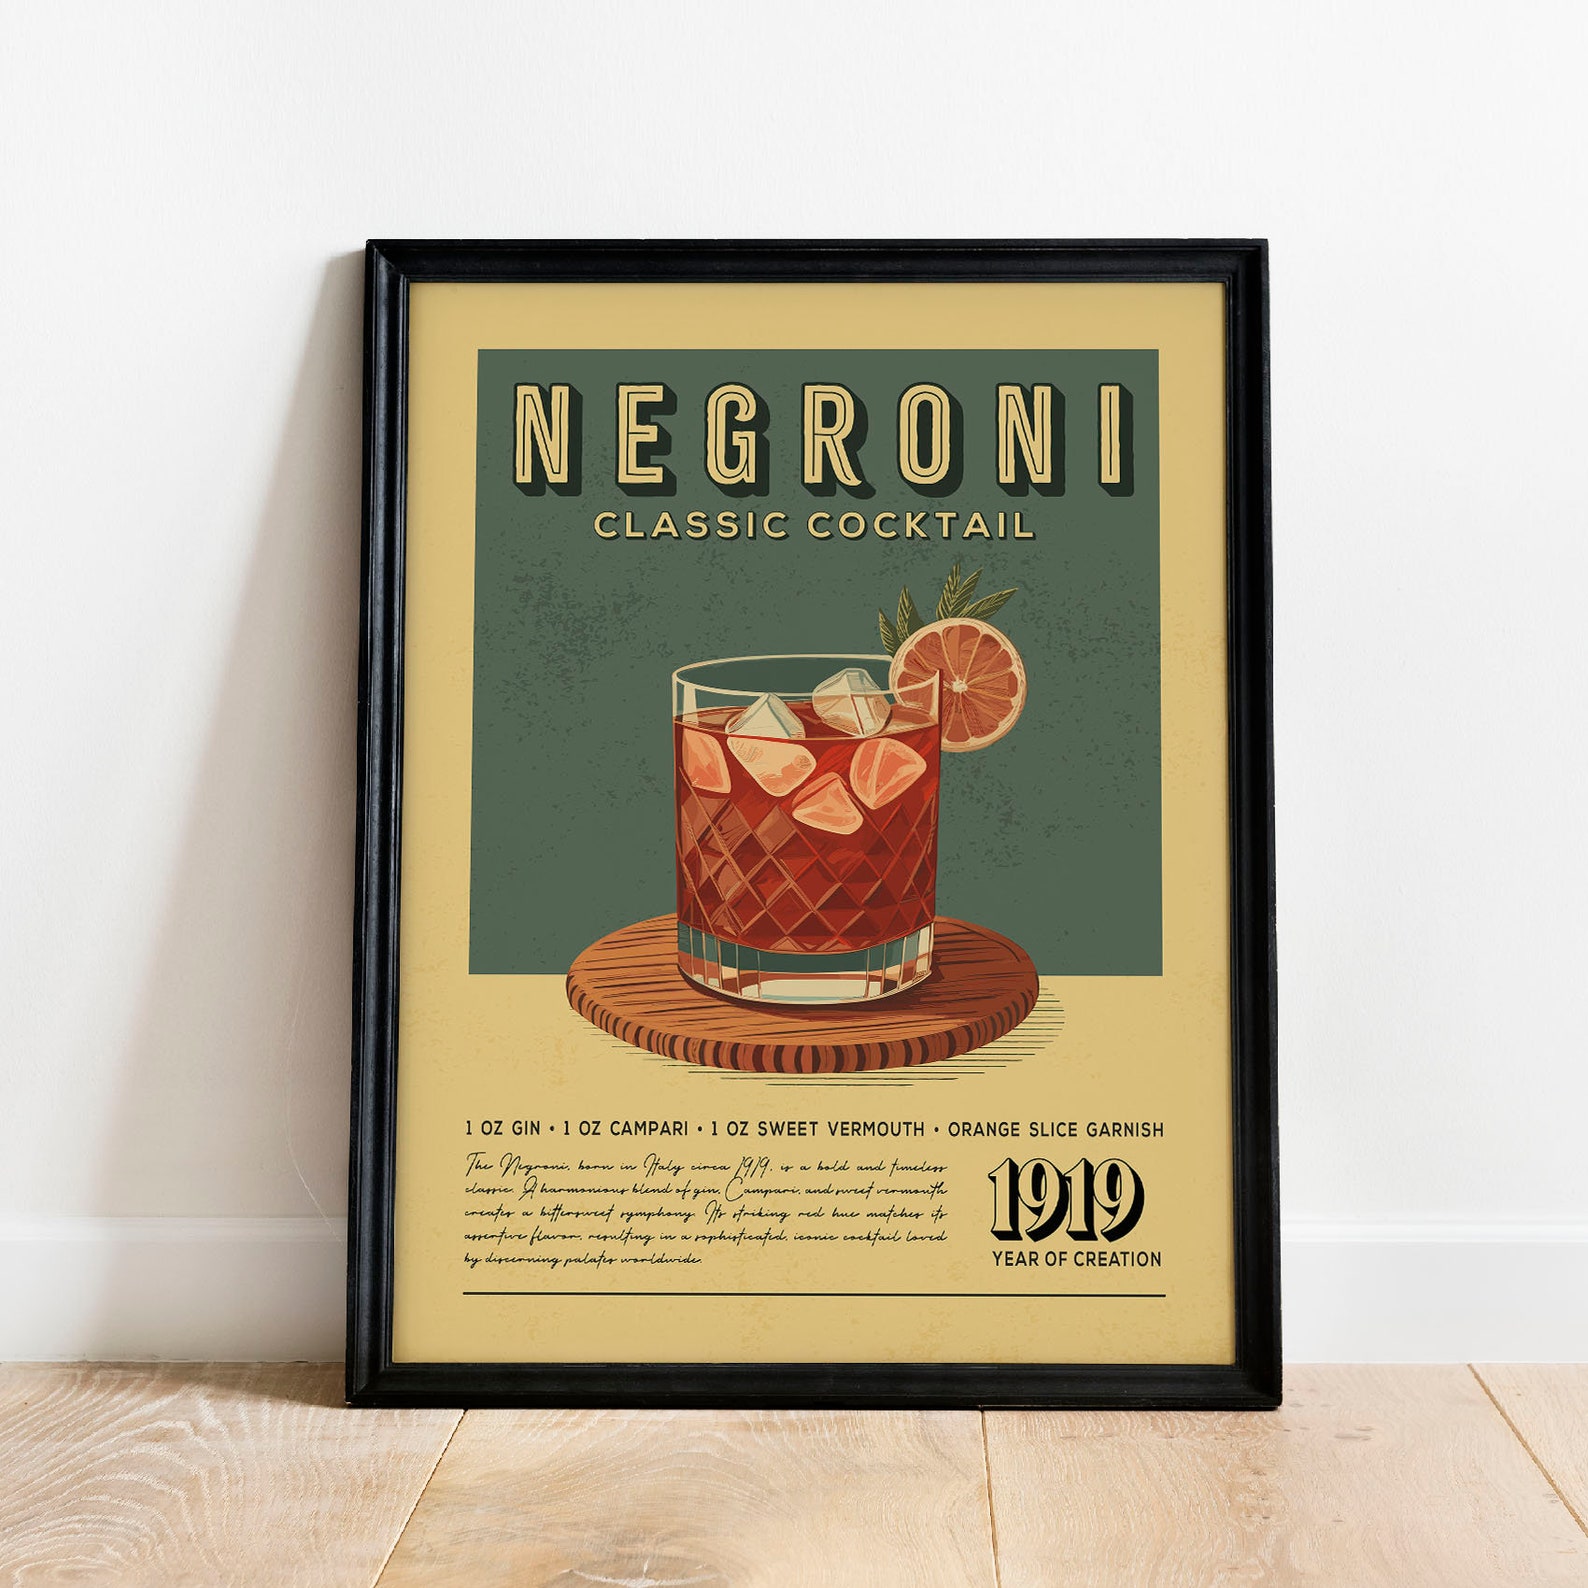 NEGRONI
CLASSIC COCKTAIL
1 OZ GIN • 1 OZ CAMPARI • 1 OZ SWEET VERMOUTH • ORANGE SLICE GARNISH
The Negroni, born in Italy circa 1919, is a bold and timeless
classic. A harmonious blend of gin, Campari, and sweet vermouth
creates a bittersweet symphony. Its striking red hue matches its
assertive flavor, resulting in a sophisticated, iconic cocktail loved
by discerning palates worldwide.
1919
YEAR OF CREATION